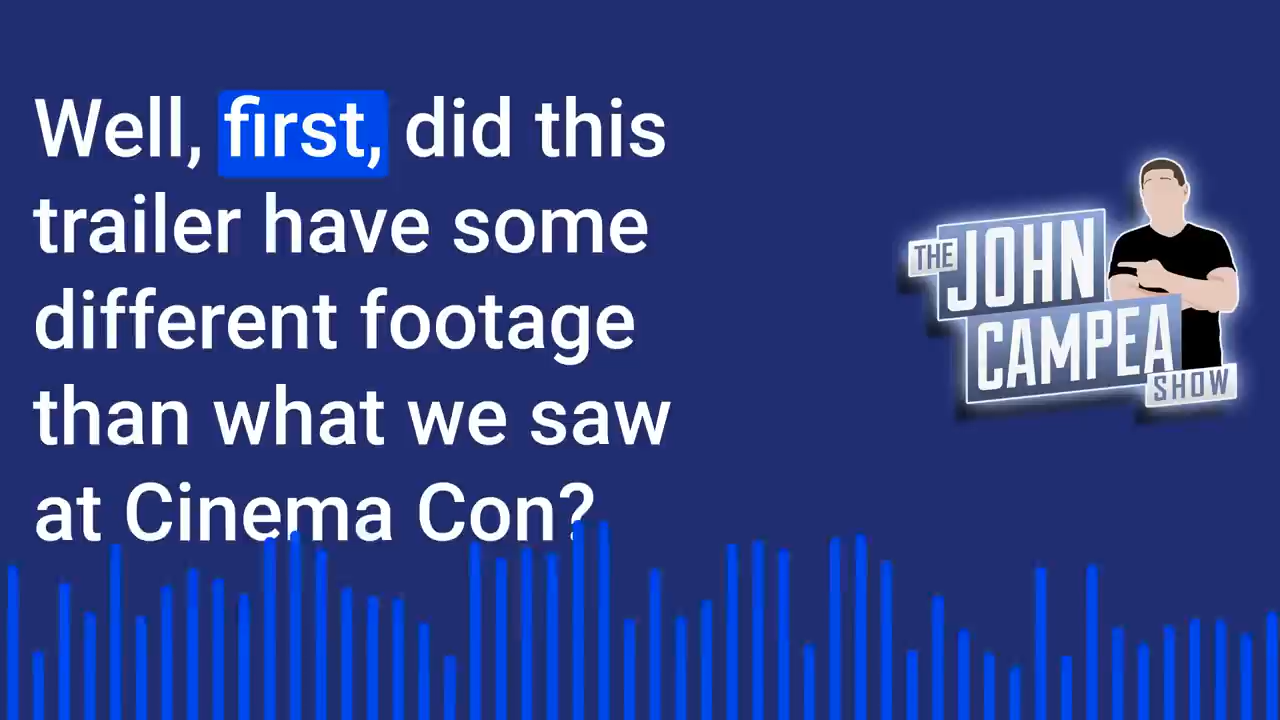 Well, first, did this
trailer have some
different footage
than what we saw
at Cinema Con?
THE JOHN
CAMPEA
SHOW